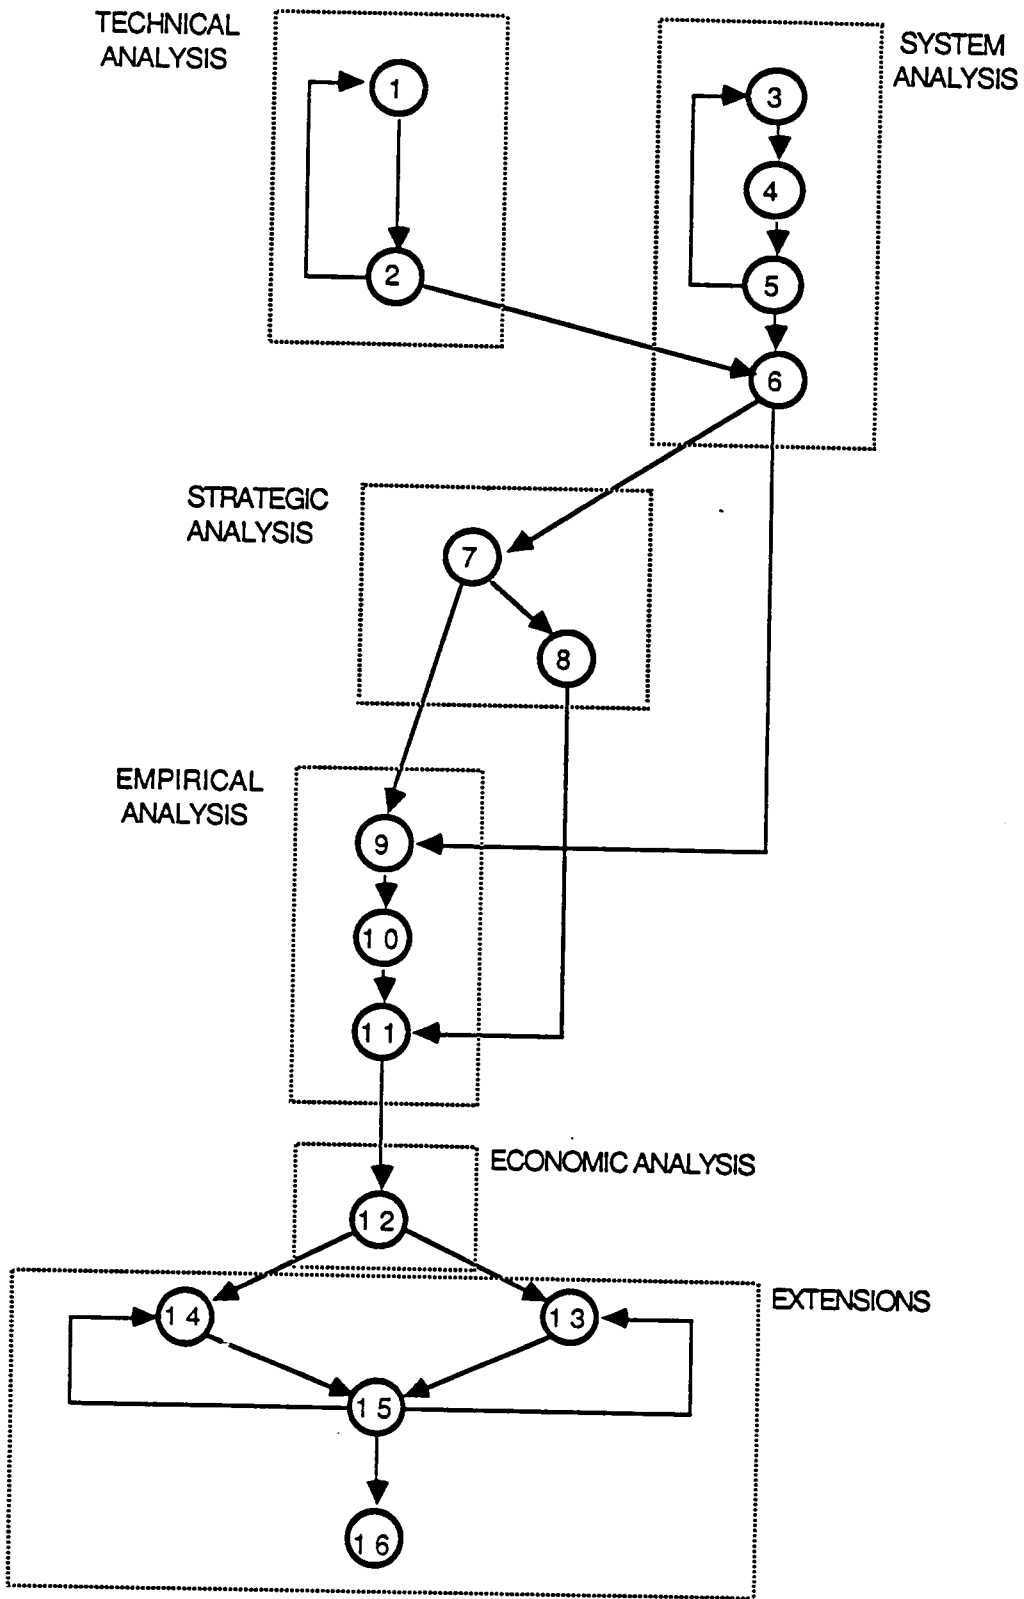 TECHNICAL
ANALYSIS
SYSTEM
ANALYSIS
1
3
4
2
5
6
STRATEGIC
ANALYSIS
7
8
EMPIRICAL
ANALYSIS
9
10
11
ECONOMIC ANALYSIS
12
EXTENSIONS
14
13
15
16